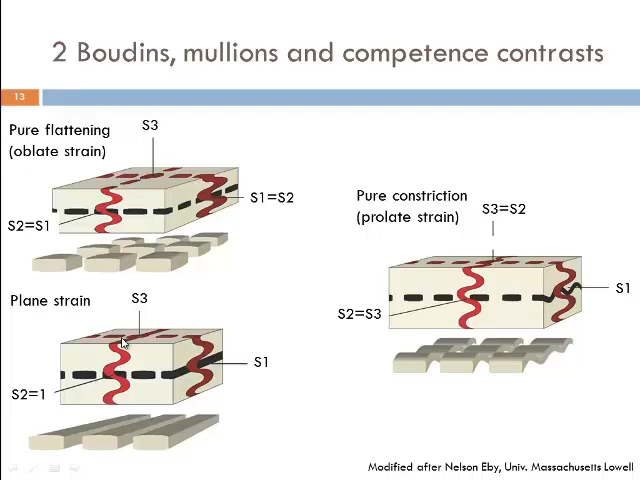 2 Boudins, mullions and competence contrasts
13
Pure flattening
(oblate strain)
S3
S1=S2
S2=S1
Plane strain
S3
S1
S2=1
Pure constriction
(prolate strain)
S3=S2
S1
S2=S3
Modified after Nelson Eby, Univ. Massachusetts Lowell